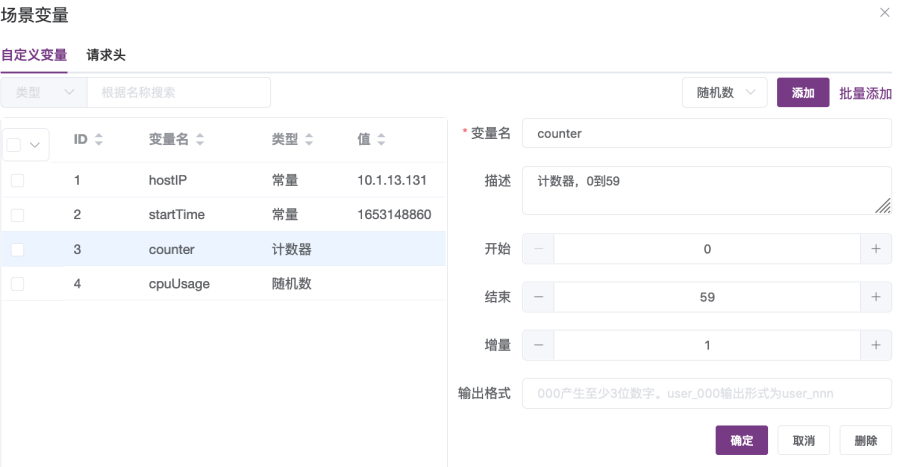 场景变量
自定义变量 请求头
类型 根据名称搜索 随机数 添加 批量添加
ID 变量名 类型 值
1 hostIP 常量 10.1.13.131
2 startTime 常量 1653148860
3 counter 计数器
4 cpuUsage 随机数
* 变量名 counter
描述 计数器，0到59
开始 − 0 +
结束 − 59 +
增量 − 1 +
输出格式 000产生至少3位数字。user_000输出形式为user_nnn
确定 取消 删除